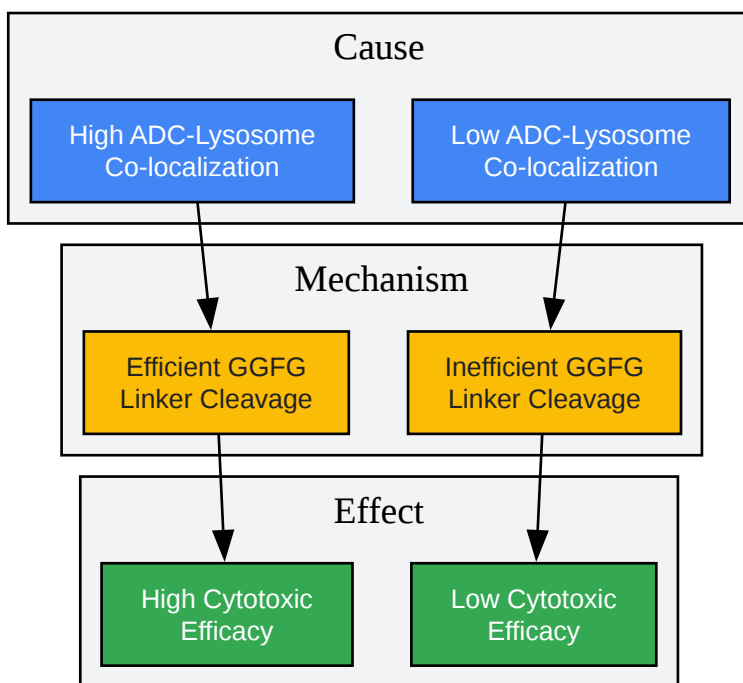 Cause
High ADC-Lysosome
Co-localization
Low ADC-Lysosome
Co-localization
Mechanism
Efficient GGFG
Linker Cleavage
Inefficient GGFG
Linker Cleavage
Effect
High Cytotoxic
Efficacy
Low Cytotoxic
Efficacy